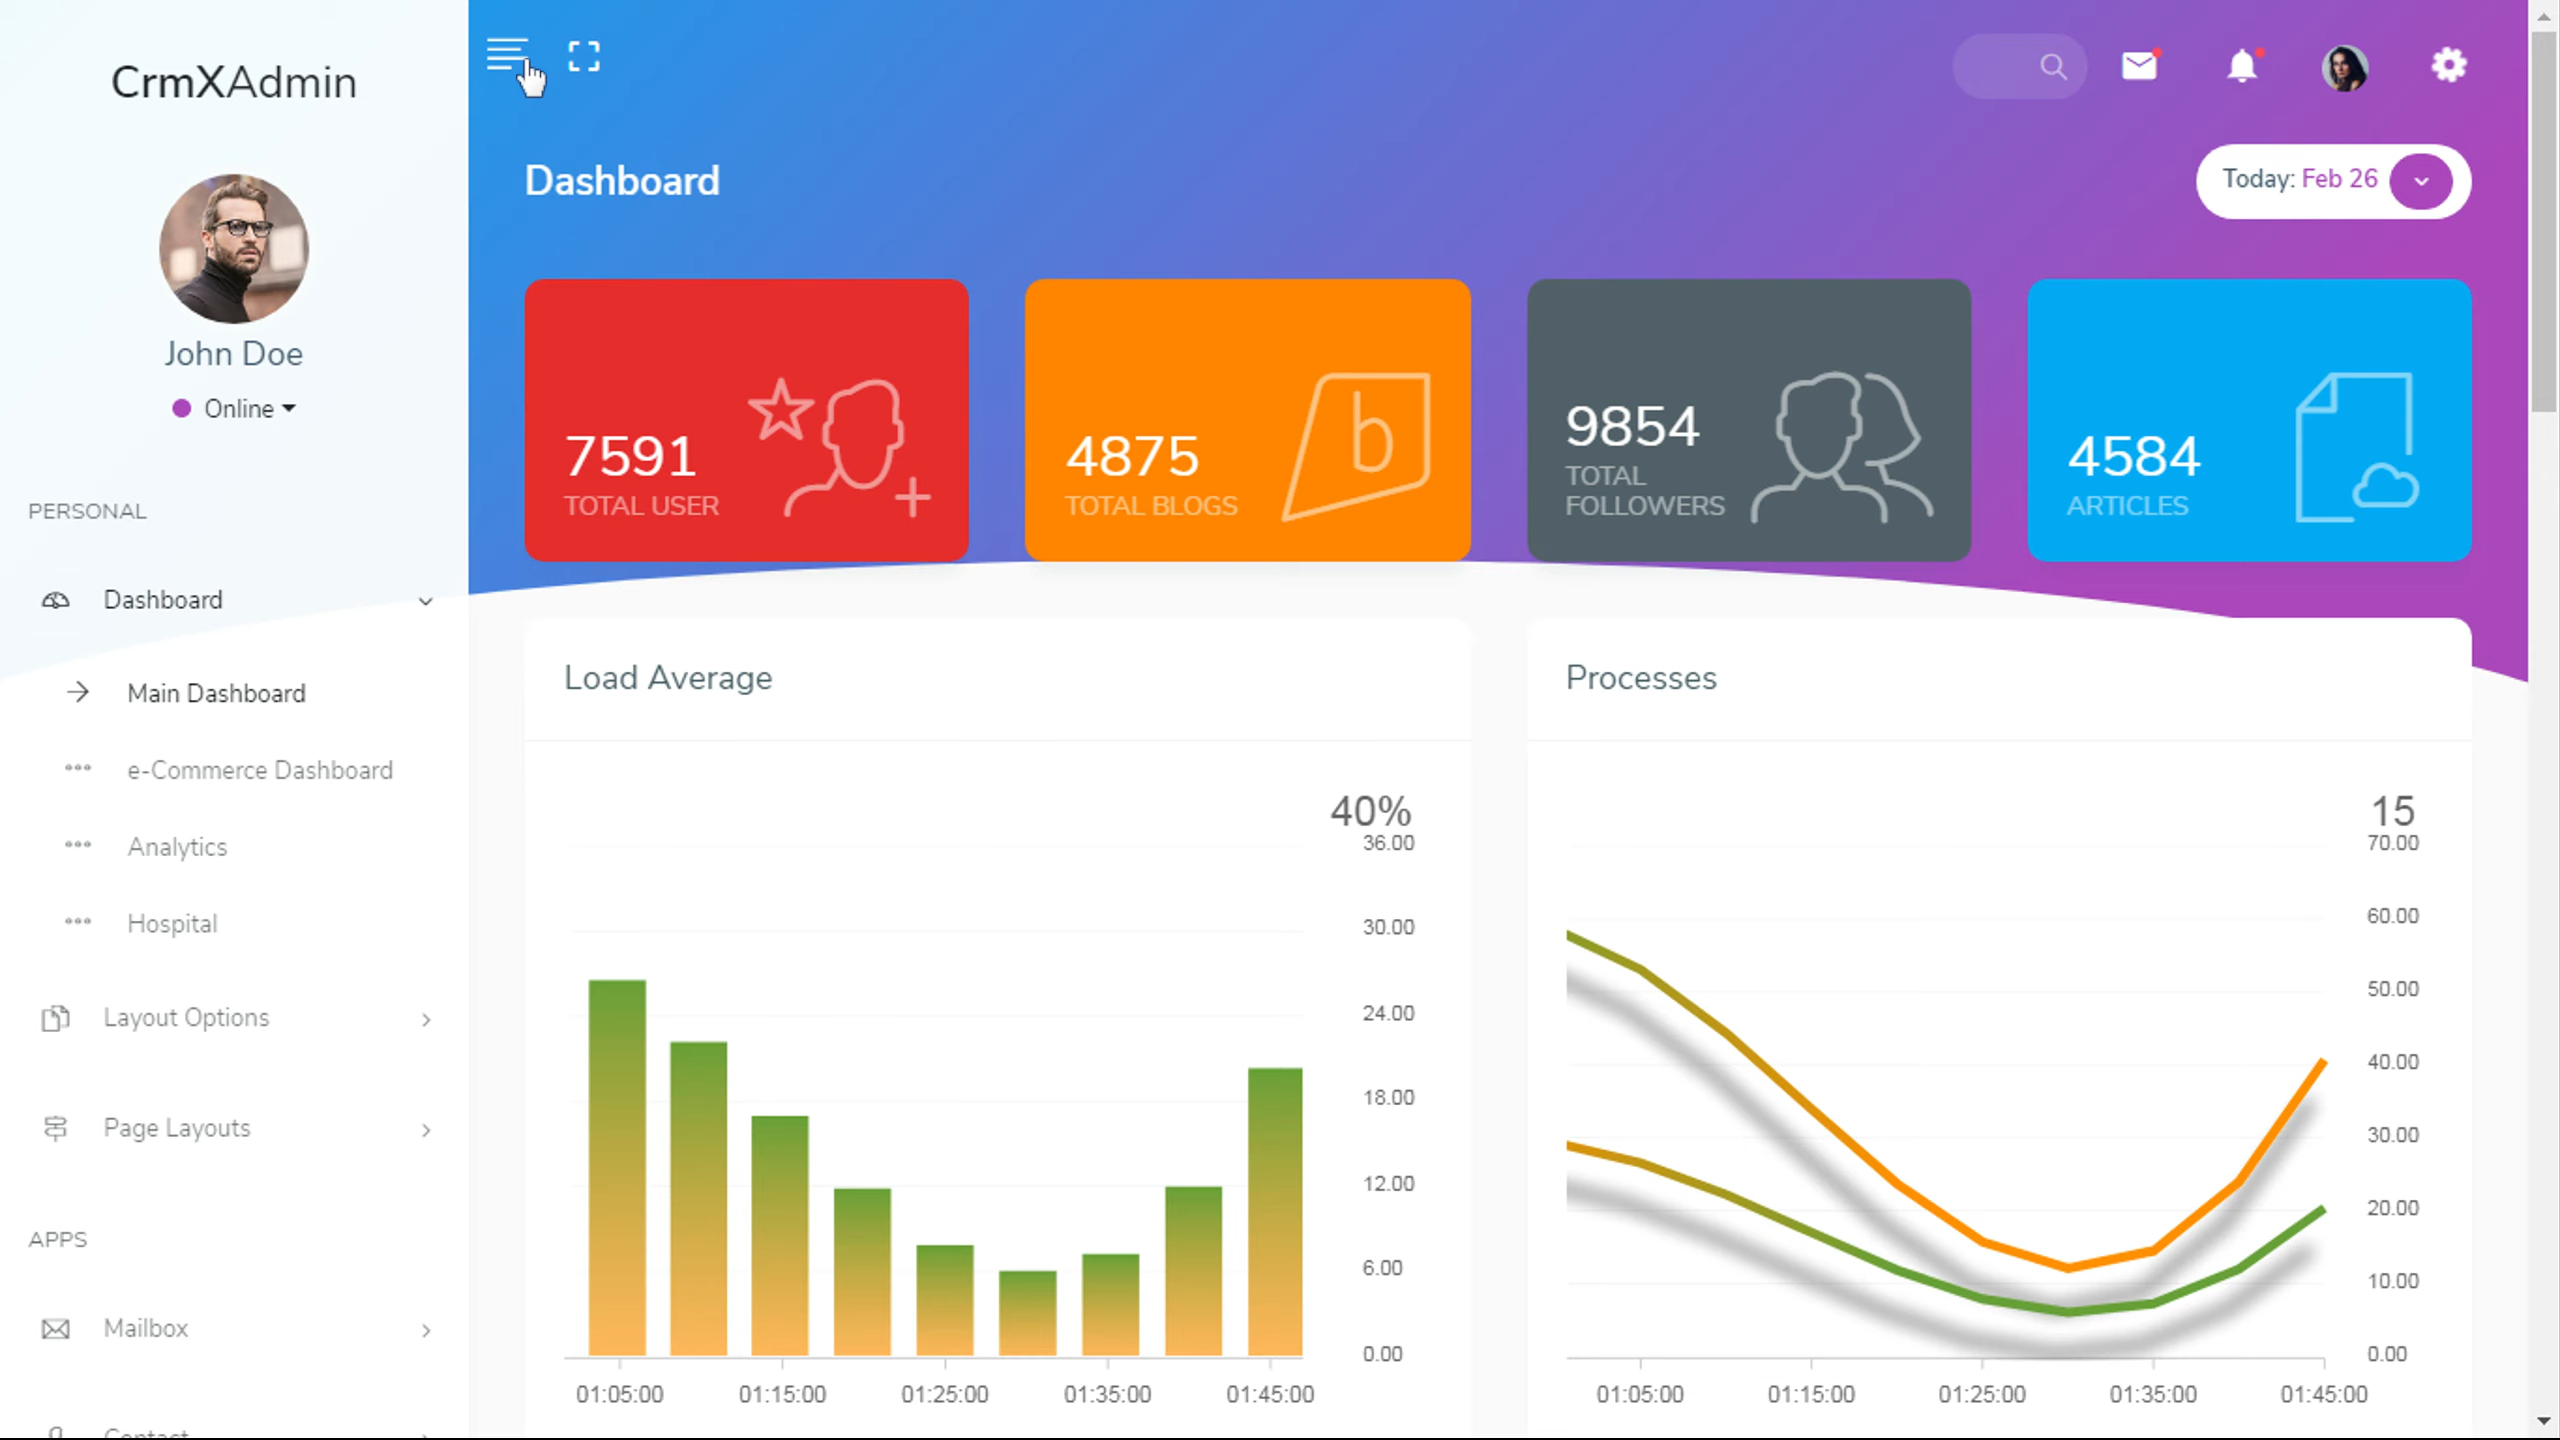 CrmXAdmin
John Doe
Online
PERSONAL
Dashboard
Main Dashboard
e-Commerce Dashboard
Analytics
Hospital
Layout Options
Page Layouts
APPS
Mailbox
Contact
Dashboard
Today: Feb 26
7591
TOTAL USER
4875
b
TOTAL BLOGS
9854
TOTAL
FOLLOWERS
4584
ARTICLES
Load Average
40%
36.00
30.00
24.00
18.00
12.00
6.00
0.00
01:05:00
01:15:00
01:25:00
01:35:00
01:45:00
Processes
15
70.00
60.00
50.00
40.00
30.00
20.00
10.00
0.00
01:05:00
01:15:00
01:25:00
01:35:00
01:45:00